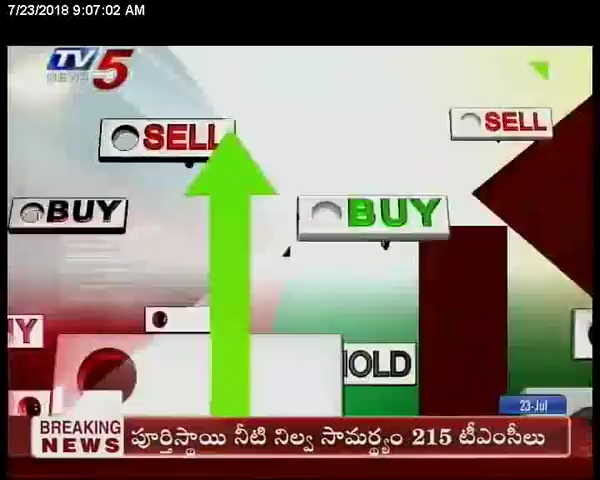 7/23/2018 9:07:02 AM
TV5
NEWS
SELL
SELL
BUY
BUY
HOLD
23-Jul
BREAKING NEWS
పూర్తిస్థాయి నీటి నిల్వ సామర్థ్యం 215 టీఎంసీలు